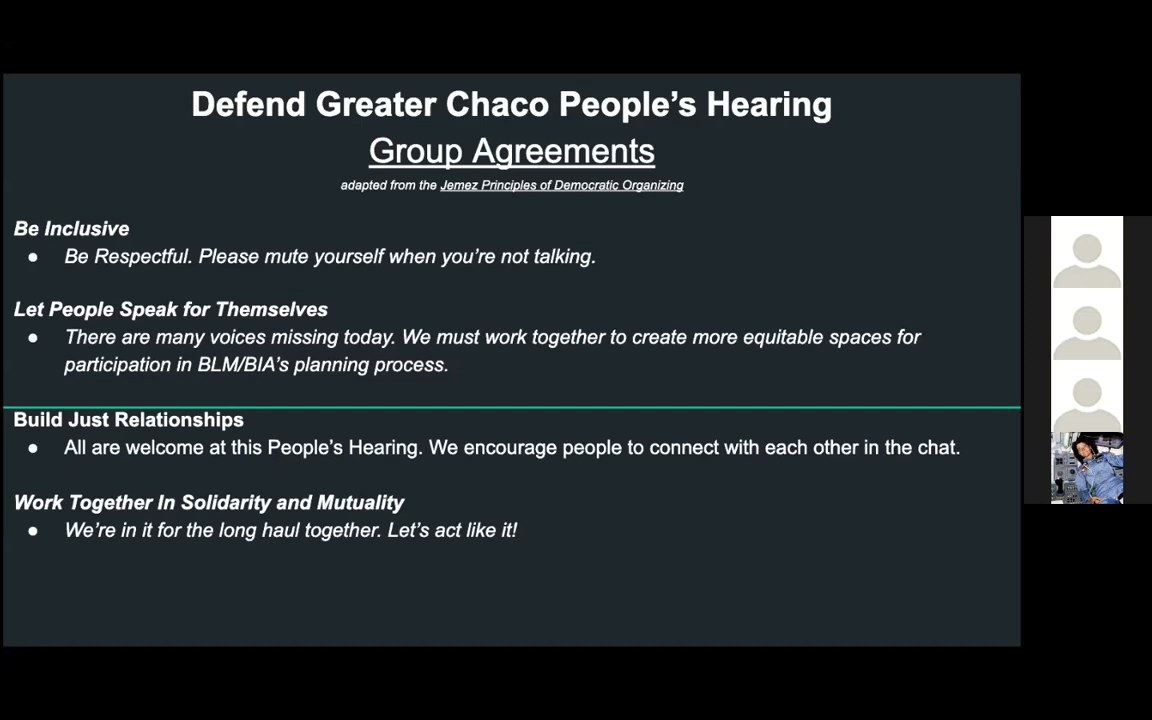 Defend Greater Chaco People’s Hearing
Group Agreements
adapted from the Jemez Principles of Democratic Organizing
Be Inclusive
● Be Respectful. Please mute yourself when you’re not talking.
Let People Speak for Themselves
● There are many voices missing today. We must work together to create more equitable spaces for
participation in BLM/BIA’s planning process.
Build Just Relationships
● All are welcome at this People’s Hearing. We encourage people to connect with each other in the chat.
Work Together In Solidarity and Mutuality
● We’re in it for the long haul together. Let’s act like it!